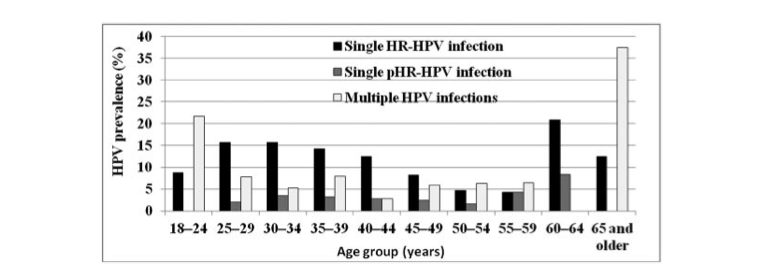 HPV prevalence (%)
40
35
30
25
20
15
10
5
0
Single HR-HPV infection
Single pHR-HPV infection
Multiple HPV infections
18–24 25–29 30–34 35–39 40–44 45–49 50–54 55–59 60–64 65 and
older
Age group (years)